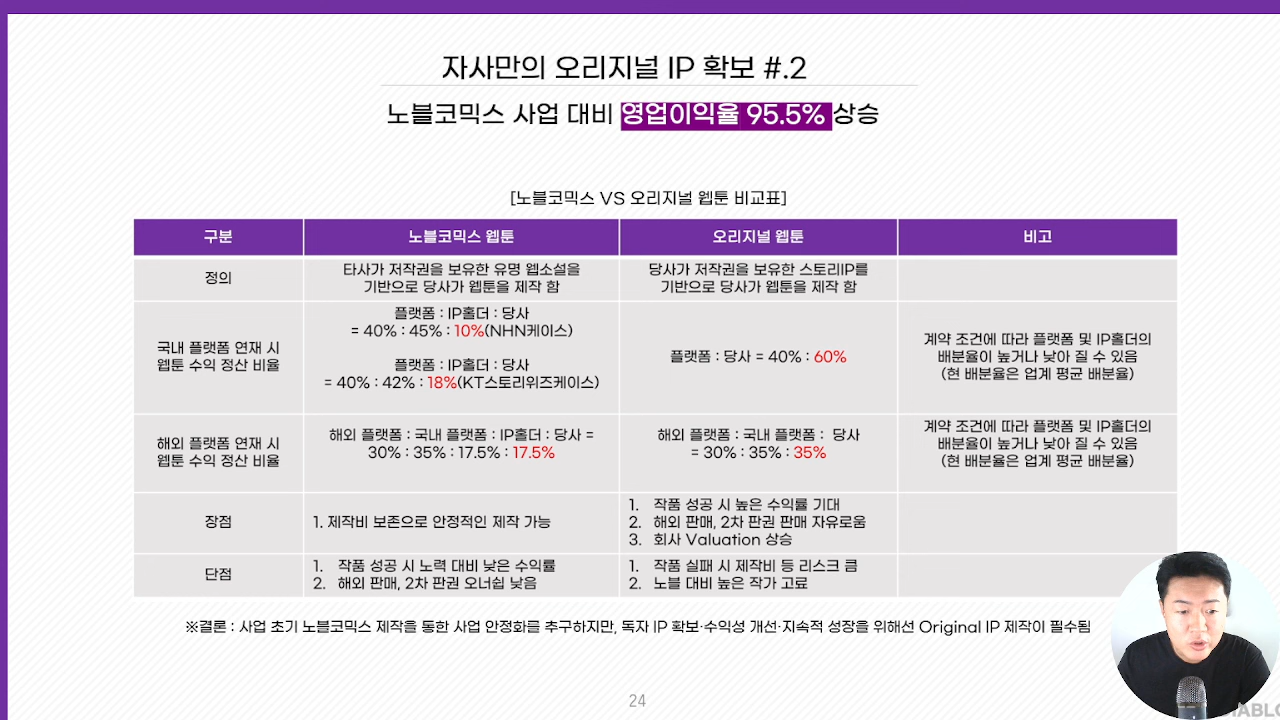 자사만의 오리지널 IP 확보 #.2
노블코믹스 사업 대비 영업이익율 95.5% 상승
[노블코믹스 VS 오리지널 웹툰 비교표]
구분 노블코믹스 웹툰 오리지널 웹툰 비고
정의
타사가 저작권을 보유한 유명 웹소설을
기반으로 당사가 웹툰을 제작 함
당사가 저작권을 보유한 스토리IP를
기반으로 당사가 웹툰을 제작 함
국내 플랫폼 연재 시
웹툰 수익 정산 비율
플랫폼 : IP홀더 : 당사
= 40% : 45% : 10%(NHN케이스)
플랫폼 : IP홀더 : 당사
= 40% : 42% : 18%(KT스토리위즈케이스)
플랫폼 : 당사 = 40% : 60%
계약 조건에 따라 플랫폼 및 IP홀더의
배분율이 높거나 낮아 질 수 있음
(현 배분율은 업계 평균 배분율)
해외 플랫폼 연재 시
웹툰 수익 정산 비율
해외 플랫폼 : 국내 플랫폼 : IP홀더 : 당사 =
30% : 35% : 17.5% : 17.5%
해외 플랫폼 : 국내 플랫폼 : 당사
= 30% : 35% : 35%
계약 조건에 따라 플랫폼 및 IP홀더의
배분율이 높거나 낮아 질 수 있음
(현 배분율은 업계 평균 배분율)
장점
1. 제작비 보존으로 안정적인 제작 가능
1. 작품 성공 시 높은 수익률 기대
2. 해외 판매, 2차 판권 판매 자유로움
3. 회사 Valuation 상승
단점
1. 작품 성공 시 노력 대비 낮은 수익률
2. 해외 판매, 2차 판권 오너쉽 낮음
1. 작품 실패 시 제작비 등 리스크 큼
2. 노블 대비 높은 작가 고료
※결론 : 사업 초기 노블코믹스 제작을 통한 사업 안정화를 추구하지만, 독자 IP 확보·수익성 개선·지속적 성장을 위해선 Original IP 제작이 필수됨
24